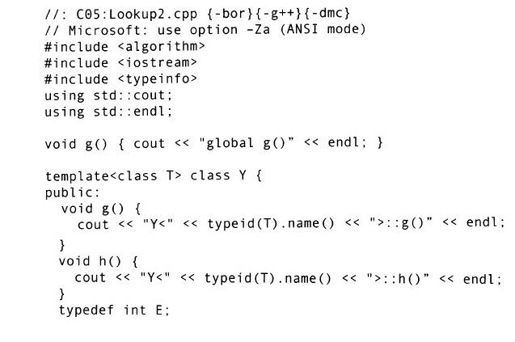 //: C05:Lookup2.cpp {-bor}{-g++}{-dmc}
// Microsoft: use option -Za (ANSI mode)
#include <algorithm>
#include <iostream>
#include <typeinfo>
using std::cout;
using std::endl;
void g() { cout << "global g()" << endl; }
template<class T> class Y {
public:
void g() {
cout << "Y<" << typeid(T).name() << ">::g()" << endl;
}
void h() {
cout << "Y<" << typeid(T).name() << ">::h()" << endl;
}
typedef int E;